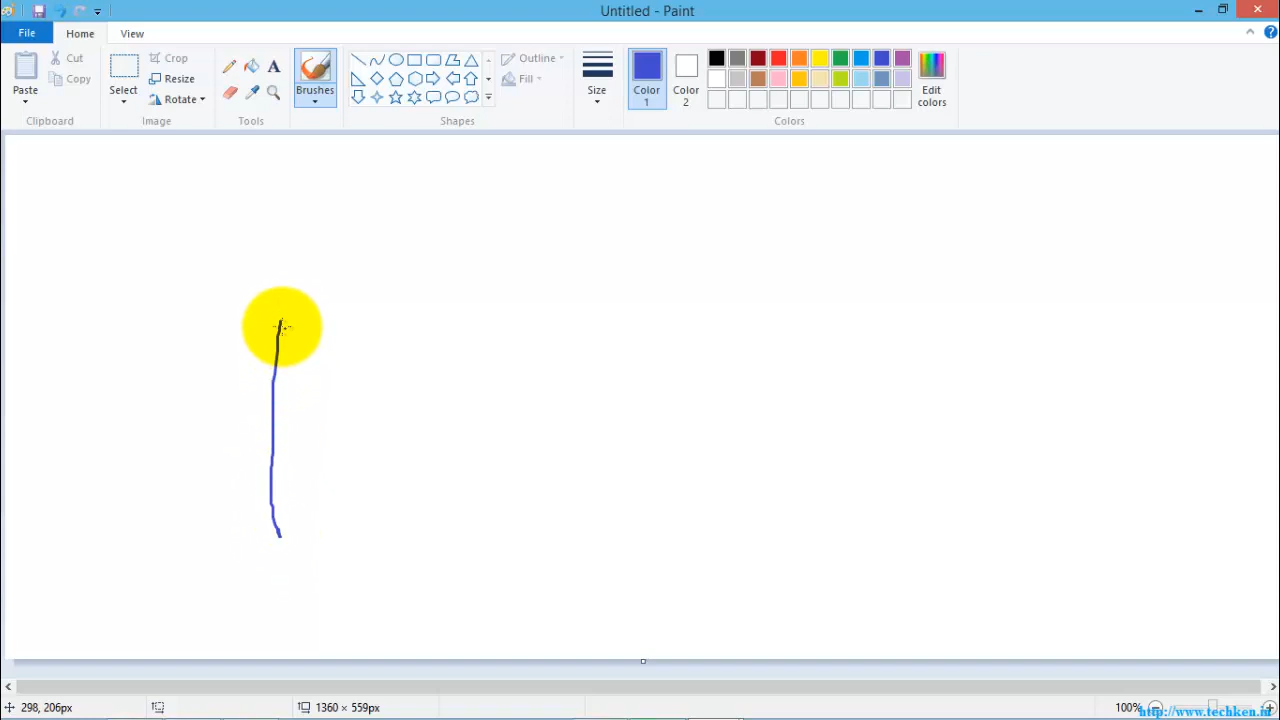 Untitled - Paint
File Home View
Paste
Cut
Copy
Clipboard
Select
Crop
Resize
Rotate
Image
A
Tools
Brushes
Outline
Fill
Shapes
Size
Color 1
Color 2
Edit colors
Colors
298, 206px
1360 × 559px
100%
http://www.techken.in